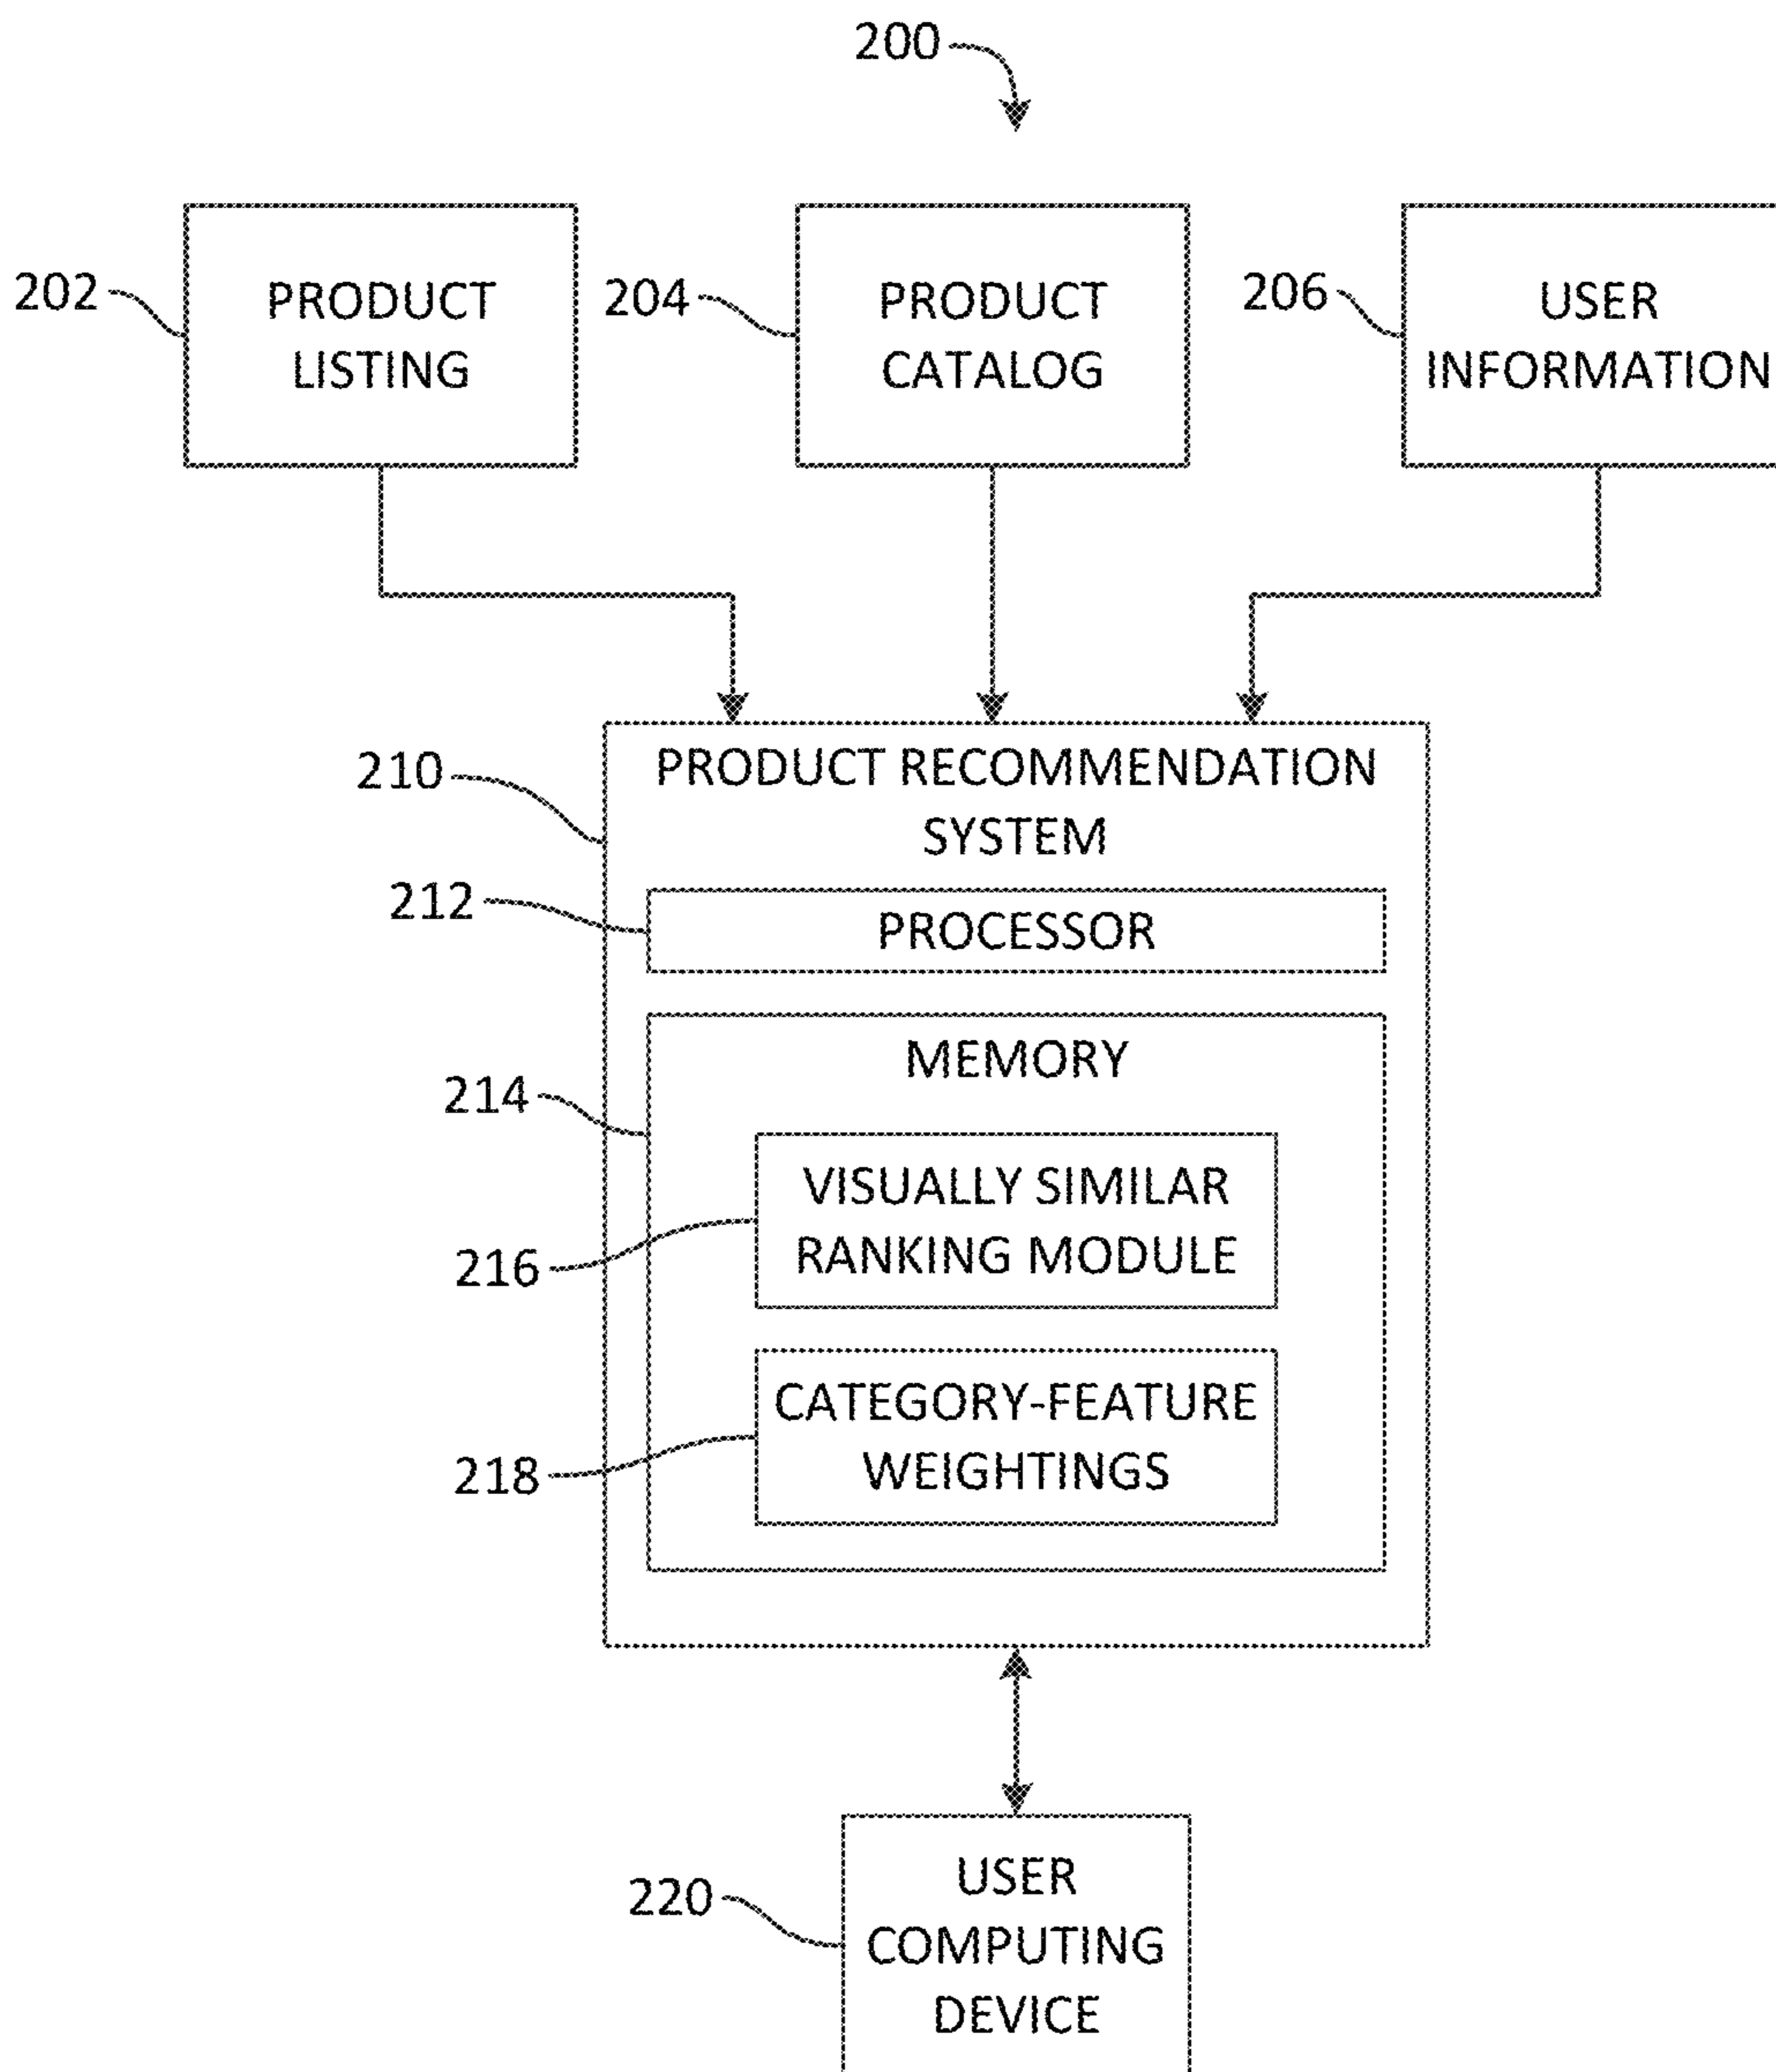 200
202
PRODUCT
LISTING
204
PRODUCT
CATALOG
206
USER
INFORMATION
210
PRODUCT RECOMMENDATION
SYSTEM
212
PROCESSOR
214
MEMORY
216
VISUALLY SIMILAR
RANKING MODULE
218
CATEGORY-FEATURE
WEIGHTINGS
220
USER
COMPUTING
DEVICE